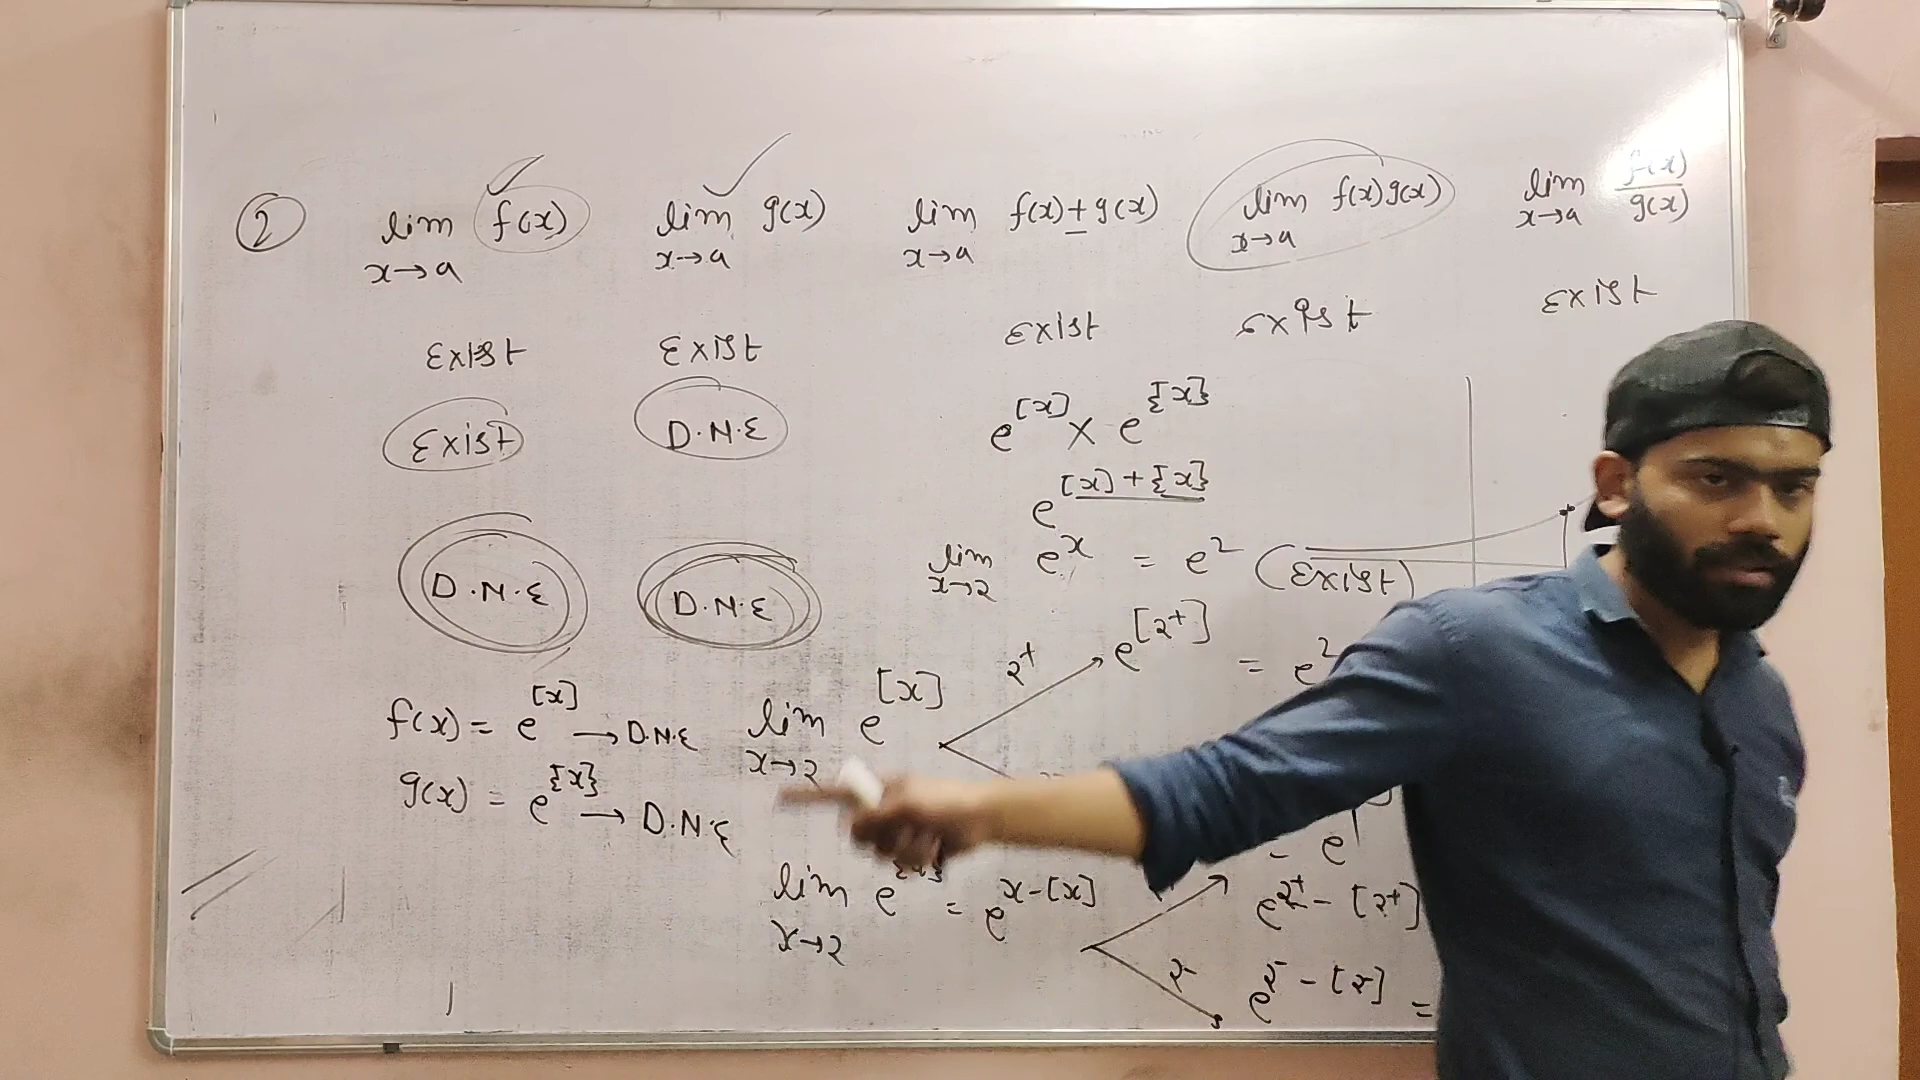 ② lim x→a f(x) lim x→a g(x) lim x→a f(x) ± g(x) lim x→a f(x)g(x) lim x→a f(x)/g(x)
Exist Exist Exist Exist Exist
Exist D.N.E
e^[x] × e^{x}
e^[x]+{x}
D.N.E D.N.E
lim x→2 e^x = e^2 (Exist)
f(x) = e^[x] → D.N.E
g(x) = e^{x} → D.N.E
lim x→2 e^[x] 2+ e^[2+] = e^2
= e
lim x→2 e^{x} = e^x-[x]
e^2+ - [2+]
2- e^2- - [2-] =